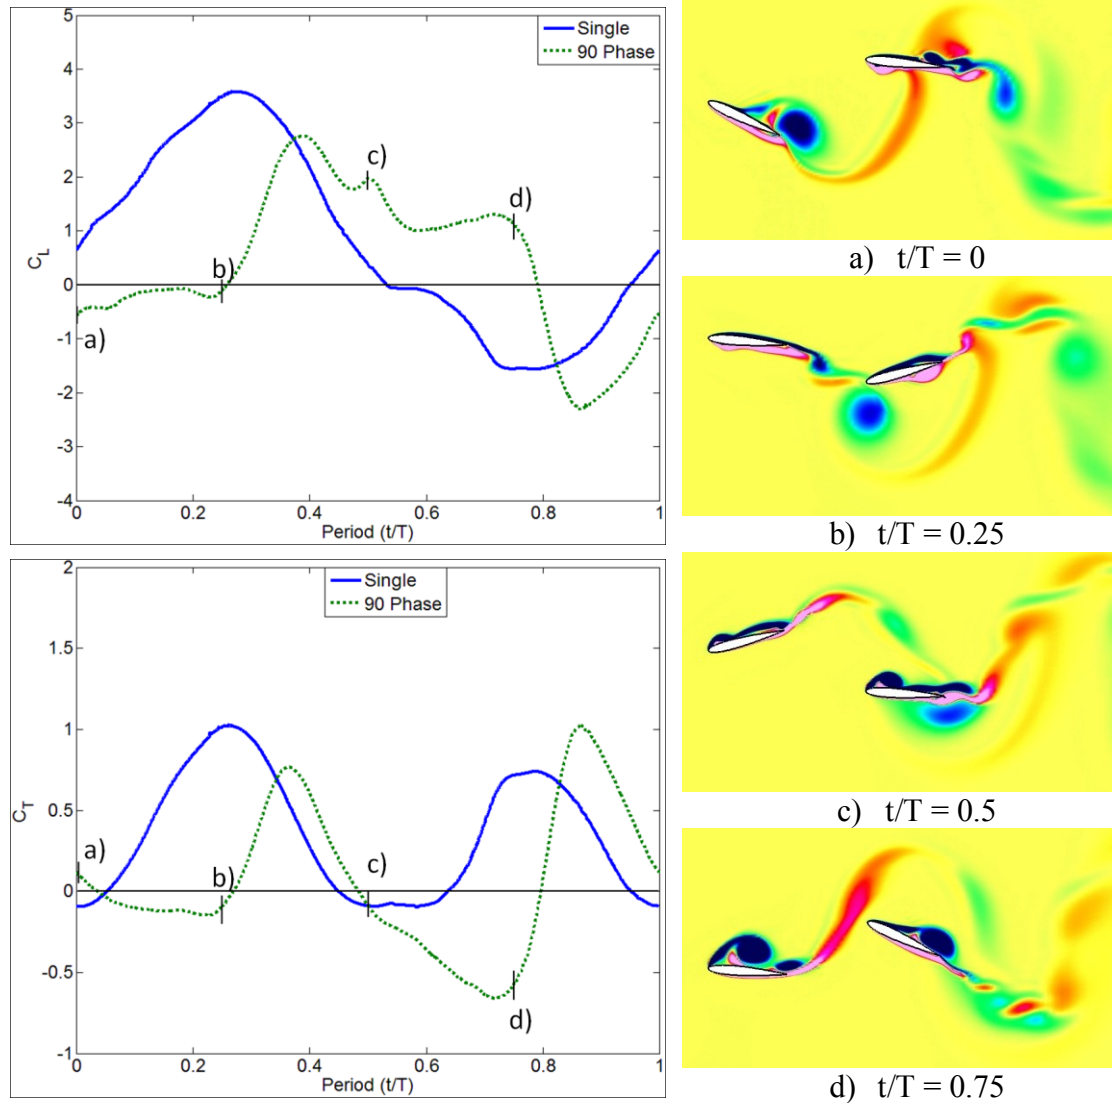 5
4
3
2
1
0
-1
-2
-3
-4
C_L
Single
90 Phase
a)
b)
c)
d)
0
0.2
0.4
0.6
0.8
1
Period (t/T)
2
1.5
1
0.5
0
-0.5
-1
C_T
Single
90 Phase
a)
b)
c)
d)
0
0.2
0.4
0.6
0.8
1
Period (t/T)
a) t/T = 0
b) t/T = 0.25
c) t/T = 0.5
d) t/T = 0.75